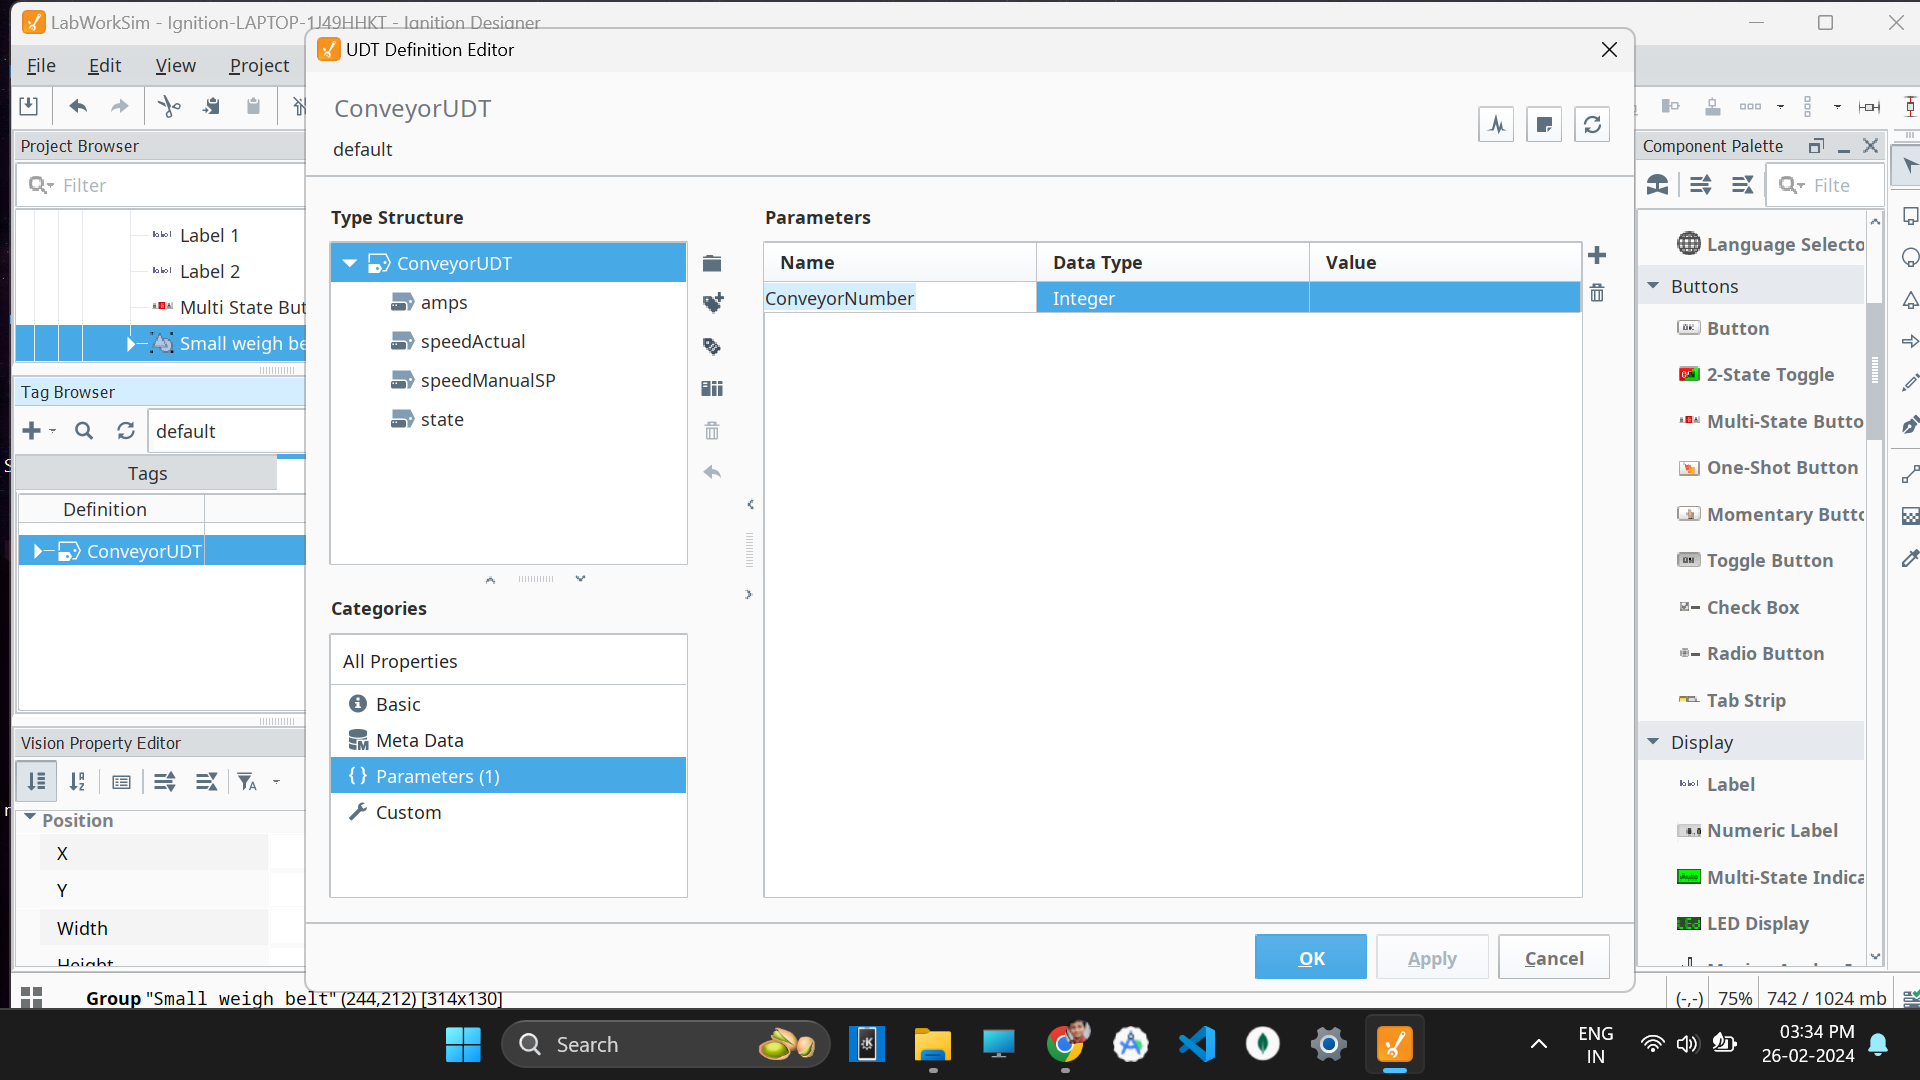 LabWorkSim - Ignition-LAPTOP-1J49HHKT - Ignition Designer
UDT Definition Editor
File Edit View Project
ConveyorUDT
default
Project Browser
Filter
Label 1
Label 2
Multi State But
Small weigh be
Tag Browser
default
Tags
Definition
ConveyorUDT
Vision Property Editor
Position
X
Y
Width
Height
Type Structure
ConveyorUDT
amps
speedActual
speedManualSP
state
Categories
All Properties
Basic
Meta Data
Parameters (1)
Custom
Parameters
Name Data Type Value
ConveyorNumber Integer
OK Apply Cancel
Component Palette
Filte
Language Selecto
Buttons
Button
2-State Toggle
Multi-State Butto
One-Shot Button
Momentary Butto
Toggle Button
Check Box
Radio Button
Tab Strip
Display
Label
Numeric Label
Multi-State Indica
LED Display
Group "Small weigh belt" (244,212) [314x130]
(-,-) 75% 742 / 1024 mb
Search
ENG
IN
03:34 PM
26-02-2024